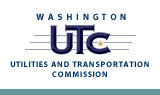 WASHINGTON
UTC
UTILITIES AND TRANSPORTATION
COMMISSION